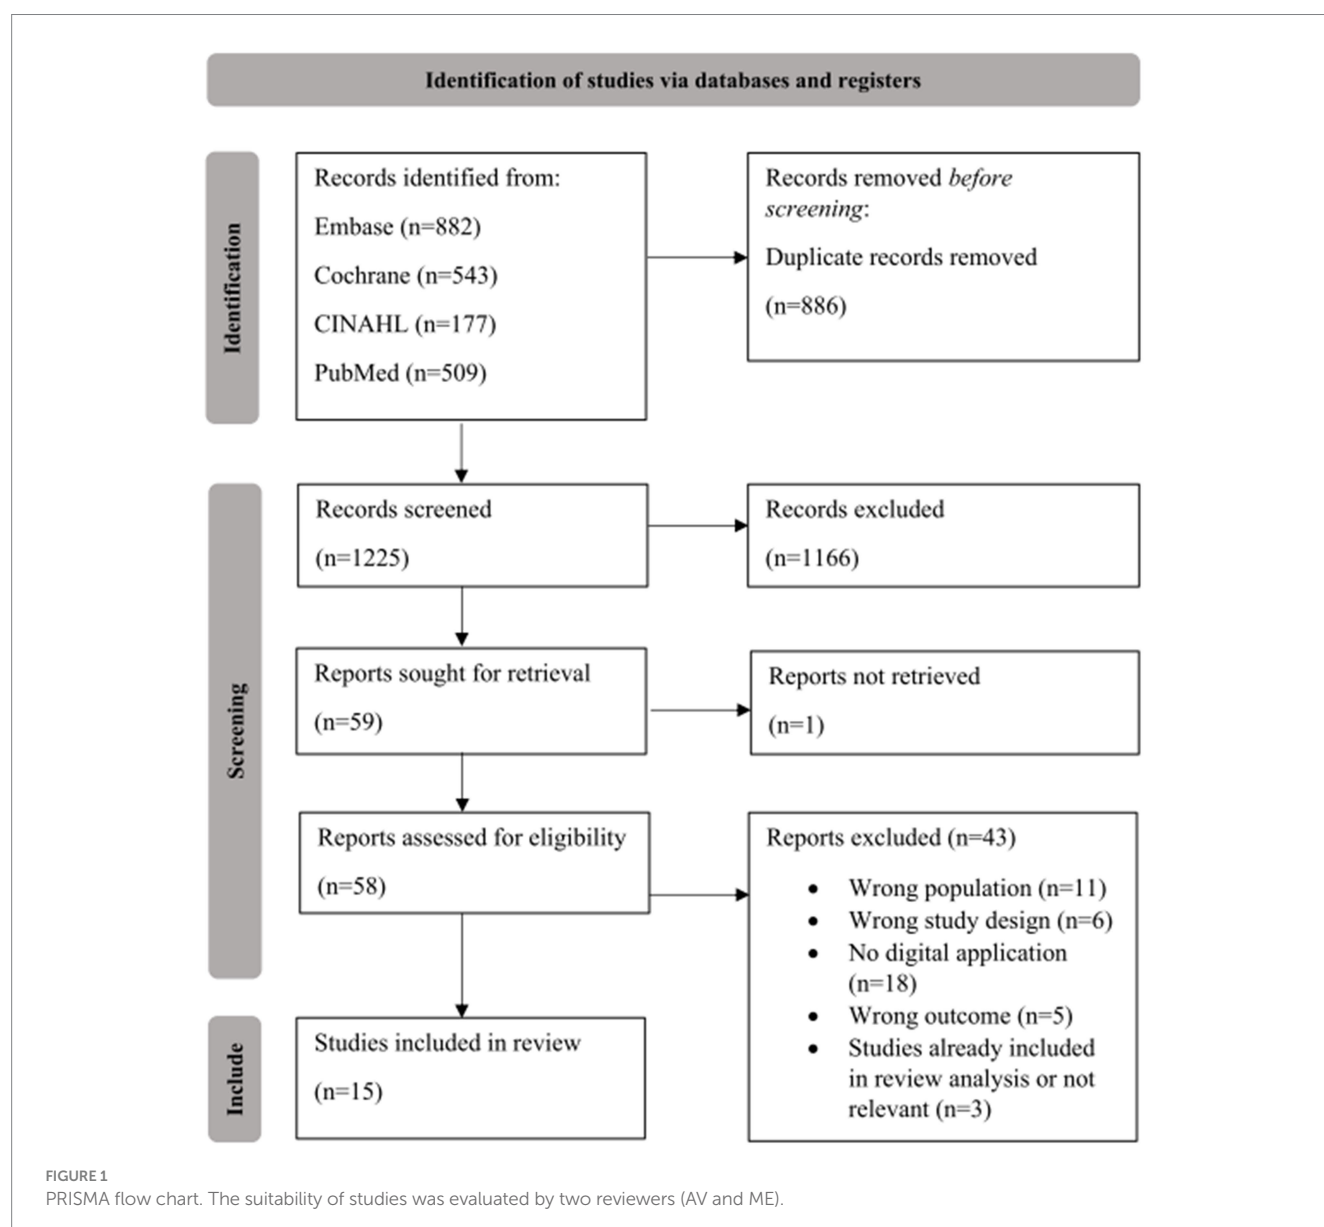 Identification of studies via databases and registers
Identification
Records identified from:
Embase (n=882)
Cochrane (n=543)
CINAHL (n=177)
PubMed (n=509)
Records removed before
screening:
Duplicate records removed
(n=886)
Screening
Records screened
(n=1225)
Records excluded
(n=1166)
Reports sought for retrieval
(n=59)
Reports not retrieved
(n=1)
Reports assessed for eligibility
(n=58)
Reports excluded (n=43)
• Wrong population (n=11)
• Wrong study design (n=6)
• No digital application
(n=18)
• Wrong outcome (n=5)
• Studies already included
in review analysis or not
relevant (n=3)
Include
Studies included in review
(n=15)
FIGURE 1
PRISMA flow chart. The suitability of studies was evaluated by two reviewers (AV and ME).